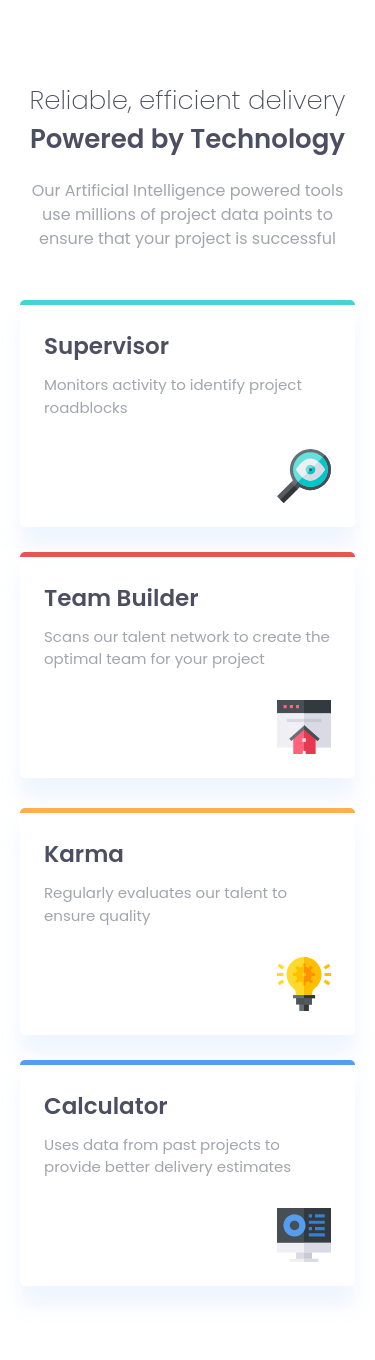 Reliable, efficient delivery
Powered by Technology
Our Artificial Intelligence powered tools
use millions of project data points to
ensure that your project is successful
Supervisor
Monitors activity to identify project
roadblocks
Team Builder
Scans our talent network to create the
optimal team for your project
Karma
Regularly evaluates our talent to
ensure quality
Calculator
Uses data from past projects to
provide better delivery estimates